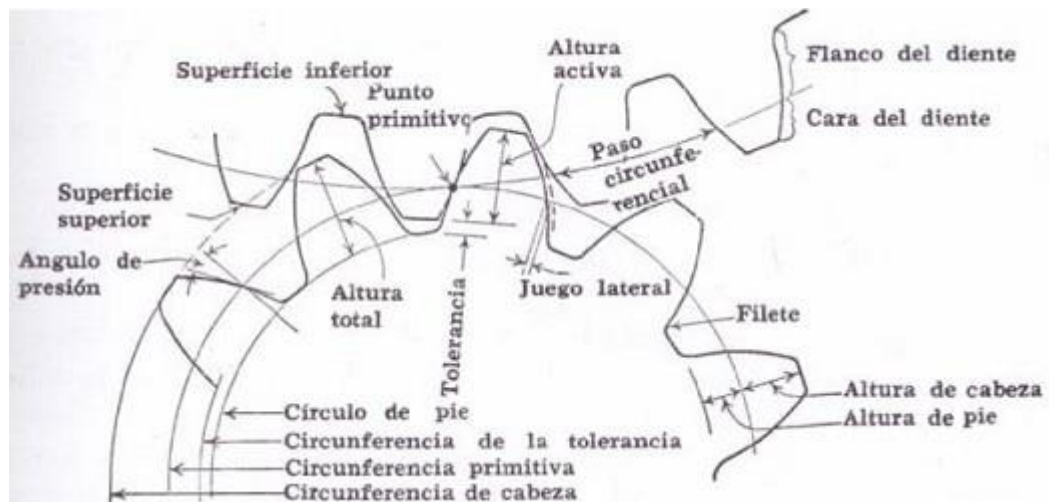 Superficie inferior
Punto
primitivo
Altura
activa
Flanco del diente
Cara del diente
Paso
circunfe-
rencial
Superficie
superior
Angulo de
presión
Altura
total
Tolerancia
Juego lateral
Filete
Altura de cabeza
Altura de pie
Círculo de pie
Circunferencia de la tolerancia
Circunferencia primitiva
Circunferencia de cabeza